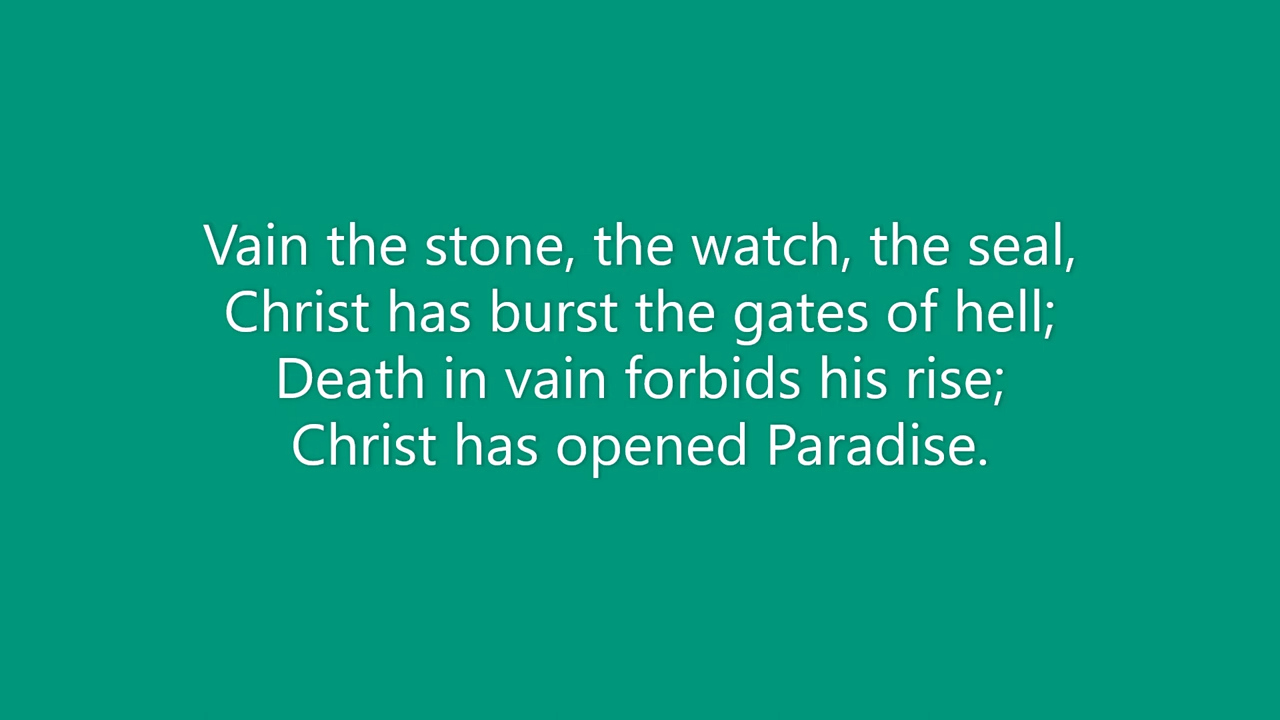 Vain the stone, the watch, the seal,
Christ has burst the gates of hell;
Death in vain forbids his rise;
Christ has opened Paradise.